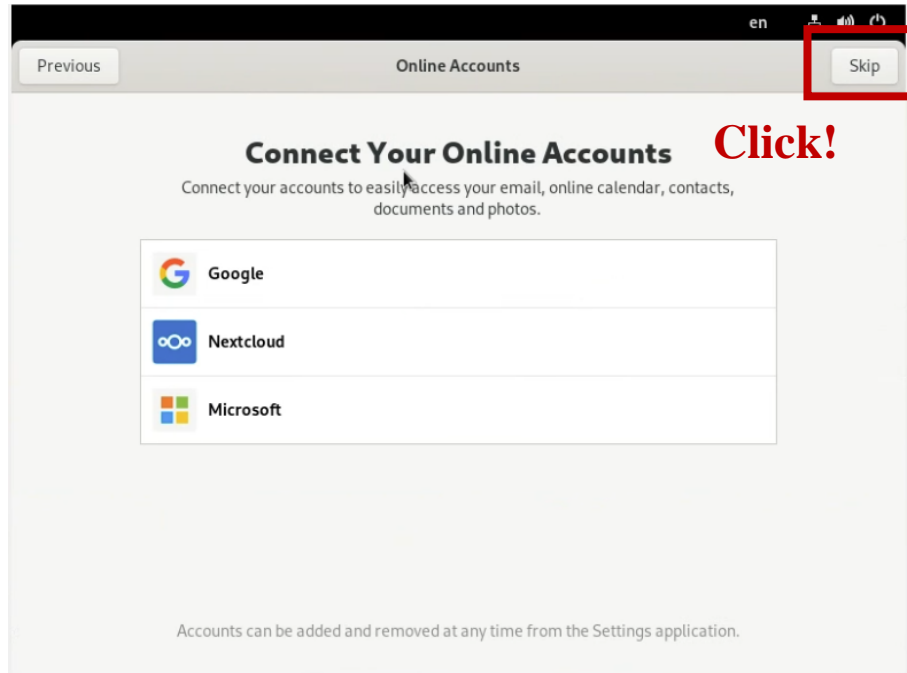 en
Previous
Online Accounts
Skip
Click!
Connect Your Online Accounts
Connect your accounts to easily access your email, online calendar, contacts,
documents and photos.
Google
Nextcloud
Microsoft
Accounts can be added and removed at any time from the Settings application.